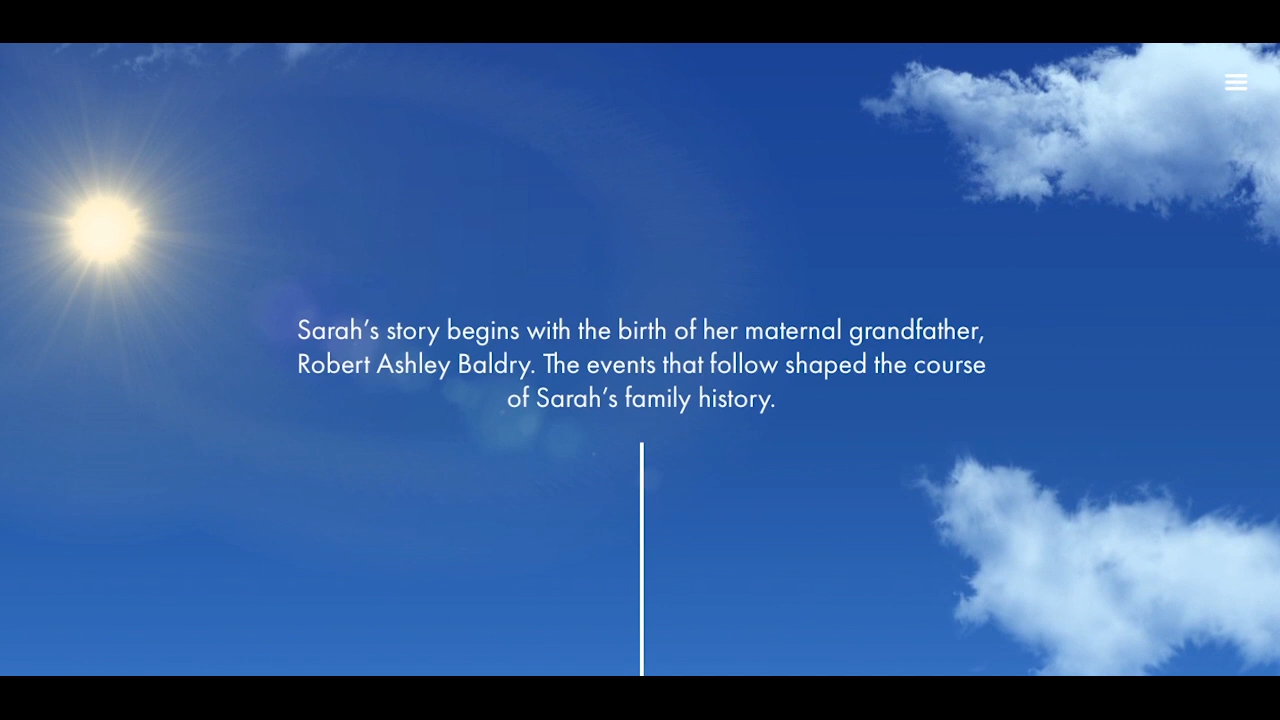 Sarah’s story begins with the birth of her maternal grandfather,
Robert Ashley Baldry. The events that follow shaped the course
of Sarah’s family history.